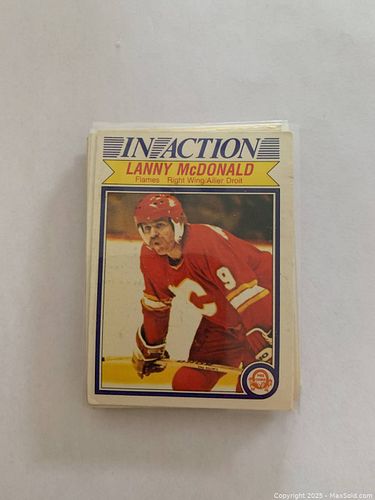 IN ACTION
LANNY McDONALD
Flames Right Wing/Ailier Droit
9
C
Copyright 2025 - MaxSold.com